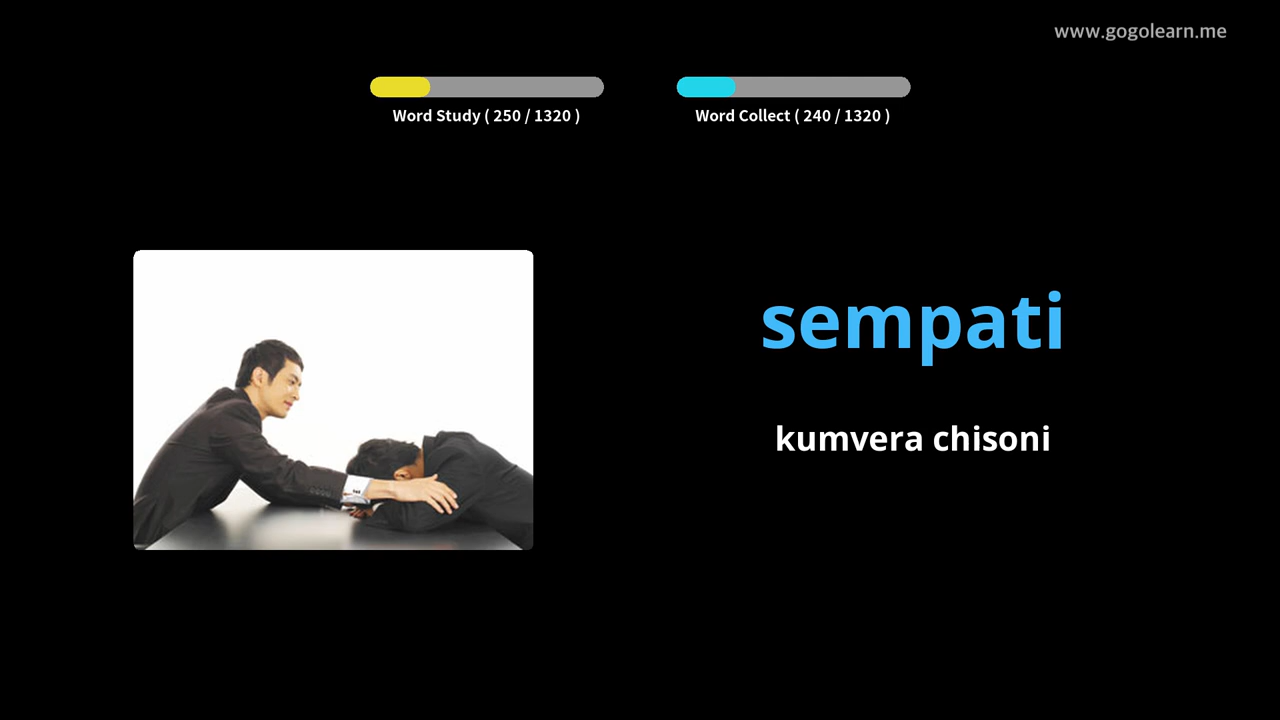 www.gogolearn.me
Word Study ( 250 / 1320 )
Word Collect ( 240 / 1320 )
sempati
kumvera chisoni